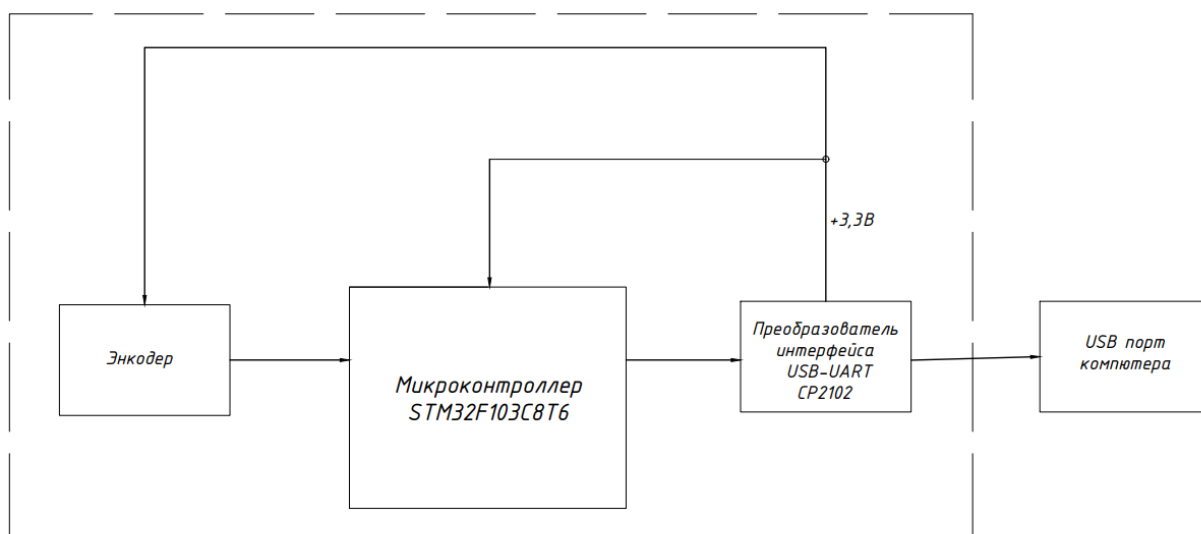 +3,3В
Энкодер
Микроконтроллер
STM32F103C8T6
Преобразователь
интерфейса
USB-UART
CP2102
USB порт
компютера